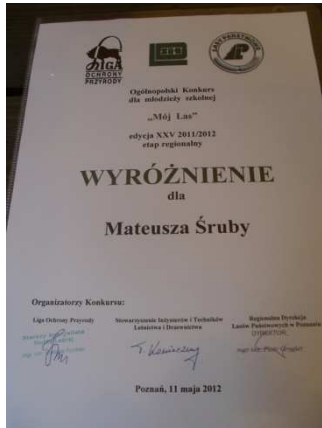 LIGA
OCHRONY
PRZYRODY
LASY PAŃSTWOWE
Ogólnopolski Konkurs
dla młodzieży szkolnej
„Mój Las”
edycja XXV 2011/2012
etap regionalny
WYRÓŻNIENIE
dla
Mateusza Śruby
Organizatorzy Konkursu:
Liga Ochrony Przyrody
Stowarzyszenie Inżynierów i Techników
Leśnictwa i Drzewnictwa
Regionalna Dyrekcja
Lasów Państwowych w Poznaniu
DYREKTOR
Poznań, 11 maja 2012